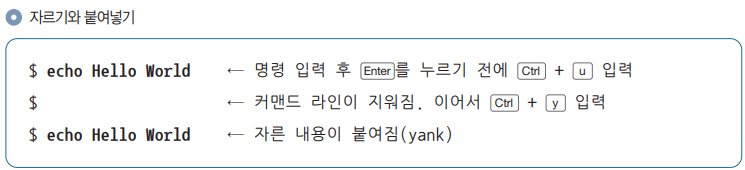 자르기와 붙여넣기
$ echo Hello World ← 명령 입력 후 Enter를 누르기 전에 Ctrl + u 입력
$ ← 커맨드 라인이 지워짐. 이어서 Ctrl + y 입력
$ echo Hello World ← 자른 내용이 붙여짐(yank)